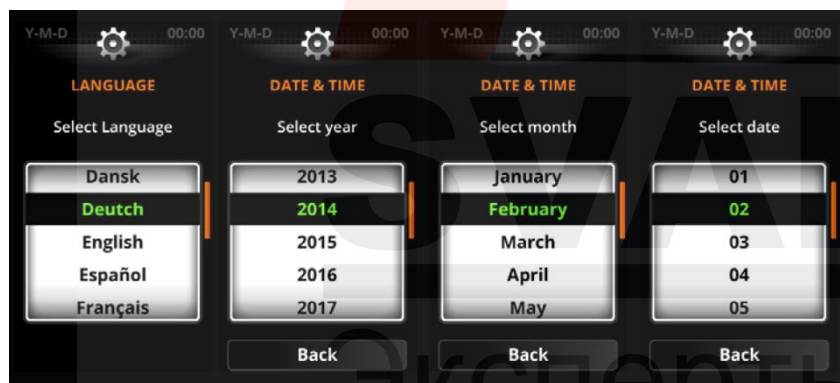 Y-M-D 00:00
LANGUAGE
Select Language
Dansk
Deutch
English
Español
Français
Y-M-D 00:00
DATE & TIME
Select year
2013
2014
2015
2016
2017
Back
Y-M-D 00:00
DATE & TIME
Select month
January
February
March
April
May
Back
Y-M-D 00:00
DATE & TIME
Select date
01
02
03
04
05
Back